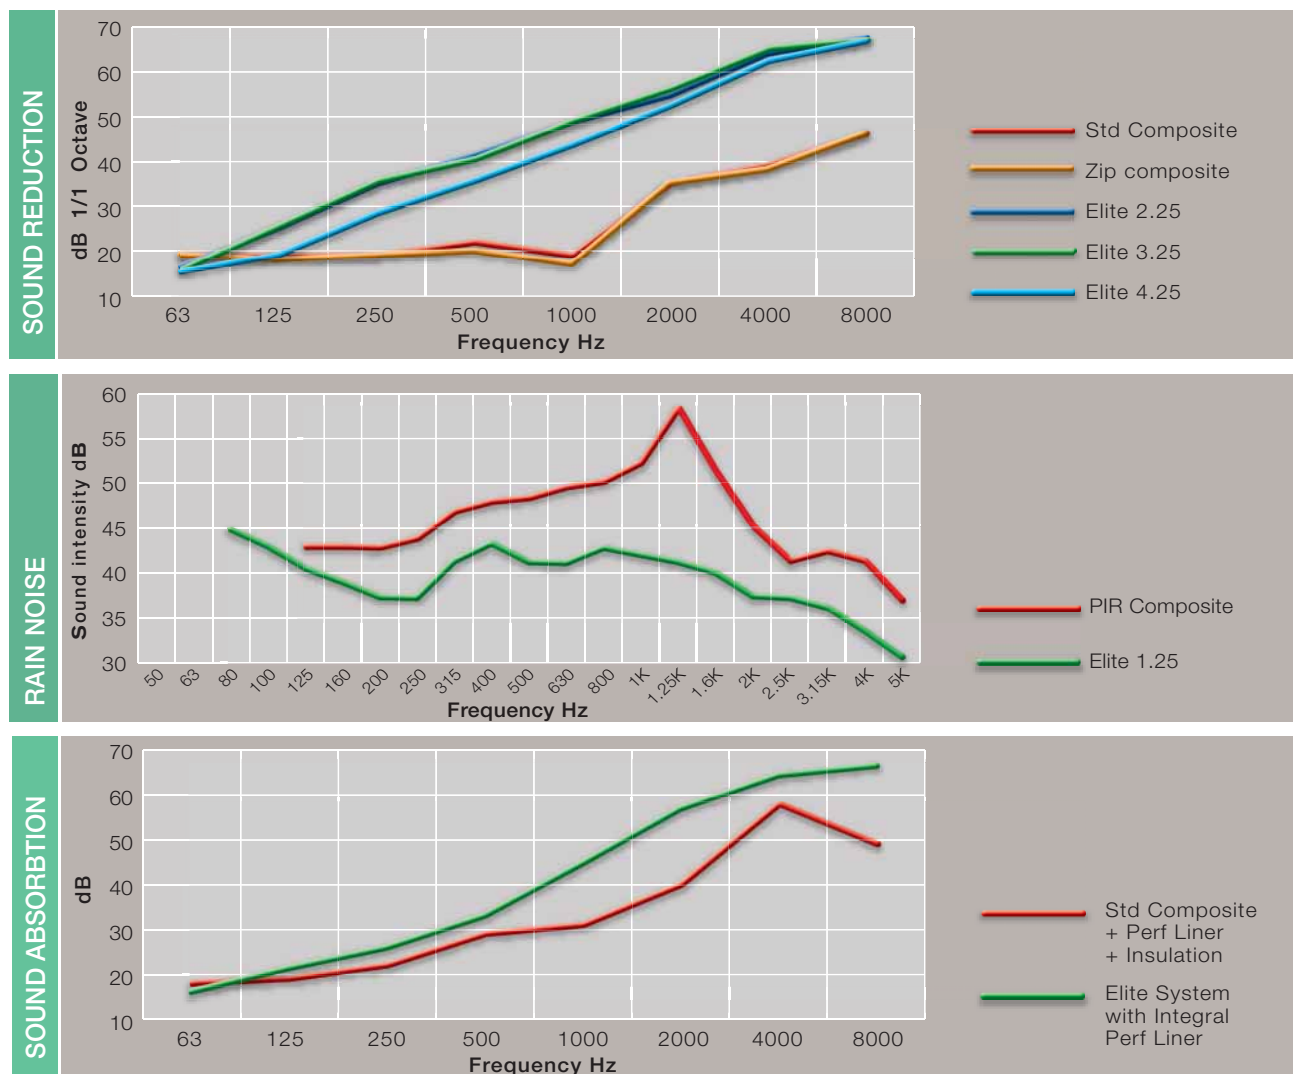 SOUND REDUCTION
dB 1/1 Octave
70
60
50
40
30
20
10
63 125 250 500 1000 2000 4000 8000
Frequency Hz
Std Composite
Zip composite
Elite 2.25
Elite 3.25
Elite 4.25
RAIN NOISE
Sound intensity dB
60
55
50
45
40
35
30
50 63 80 100 125 160 200 250 315 400 500 630 800 1K 1.25K 1.6K 2K 2.5K 3.15K 4K 5K
Frequency Hz
PIR Composite
Elite 1.25
SOUND ABSORBTION
dB
70
60
50
40
30
20
10
63 125 250 500 1000 2000 4000 8000
Frequency Hz
Std Composite
+ Perf Liner
+ Insulation
Elite System
with Integral
Perf Liner